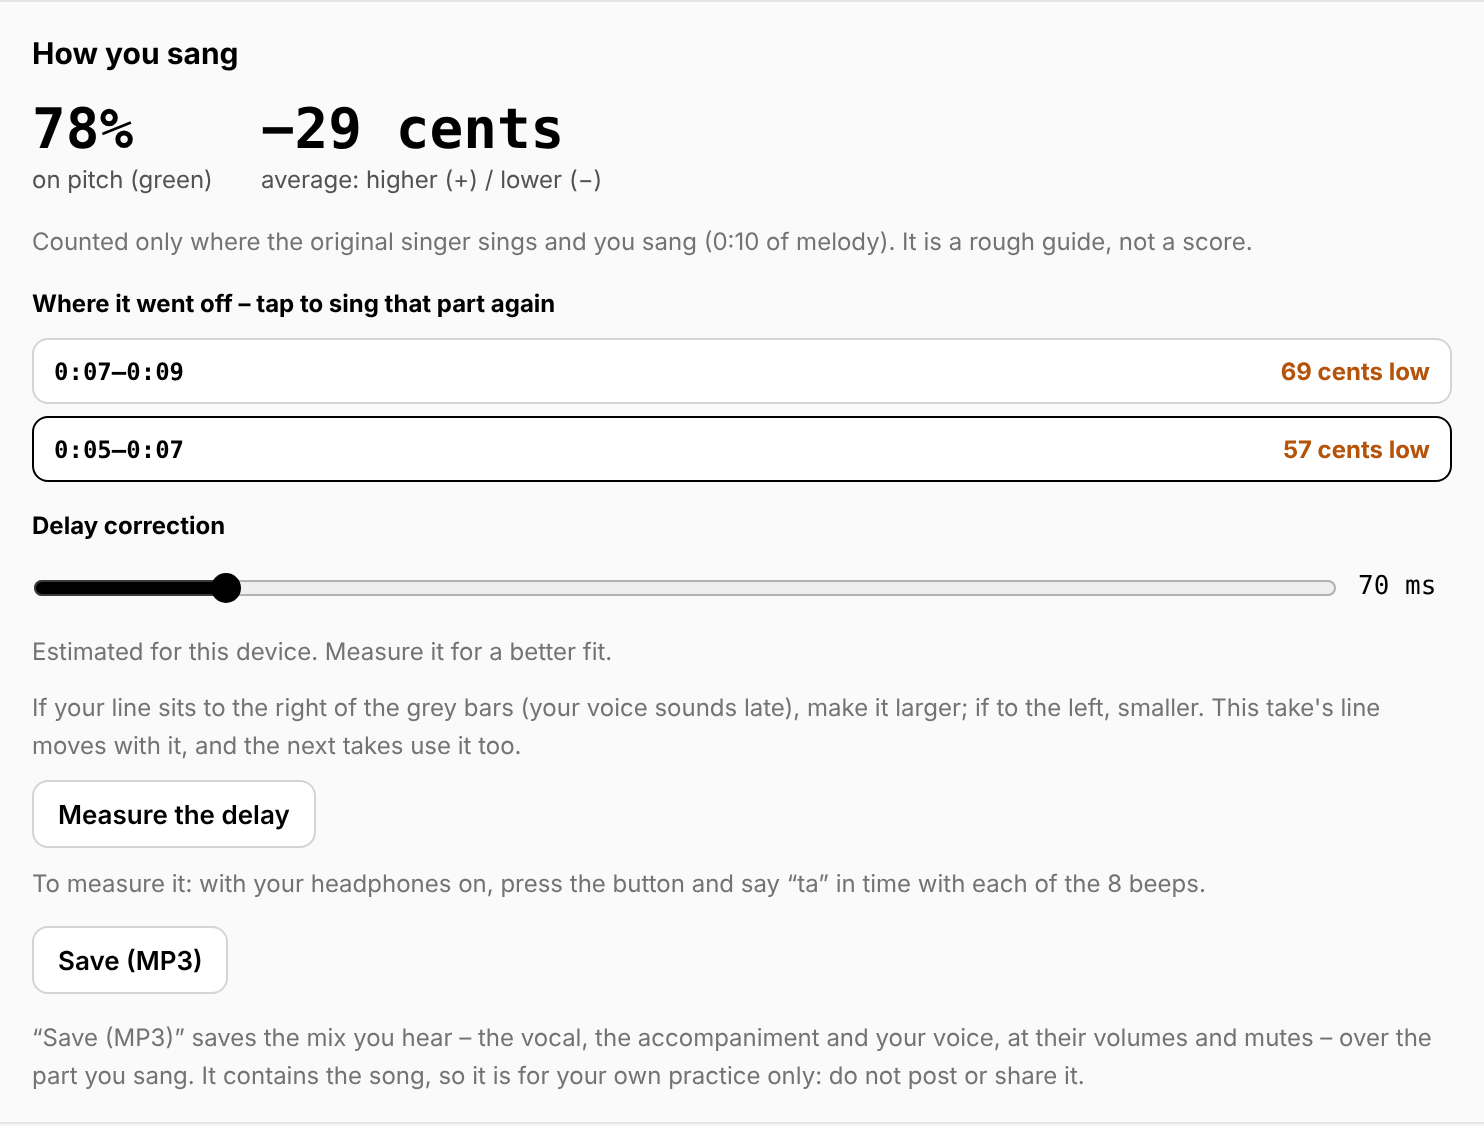 How you sang
78%
−29 cents
on pitch (green)
average: higher (+) / lower (−)
Counted only where the original singer sings and you sang (0:10 of melody). It is a rough guide, not a score.
Where it went off – tap to sing that part again
0:07–0:09
69 cents low
0:05–0:07
57 cents low
Delay correction
70 ms
Estimated for this device. Measure it for a better fit.
If your line sits to the right of the grey bars (your voice sounds late), make it larger; if to the left, smaller. This take's line
moves with it, and the next takes use it too.
Measure the delay
To measure it: with your headphones on, press the button and say “ta” in time with each of the 8 beeps.
Save (MP3)
“Save (MP3)” saves the mix you hear – the vocal, the accompaniment and your voice, at their volumes and mutes – over the
part you sang. It contains the song, so it is for your own practice only: do not post or share it.